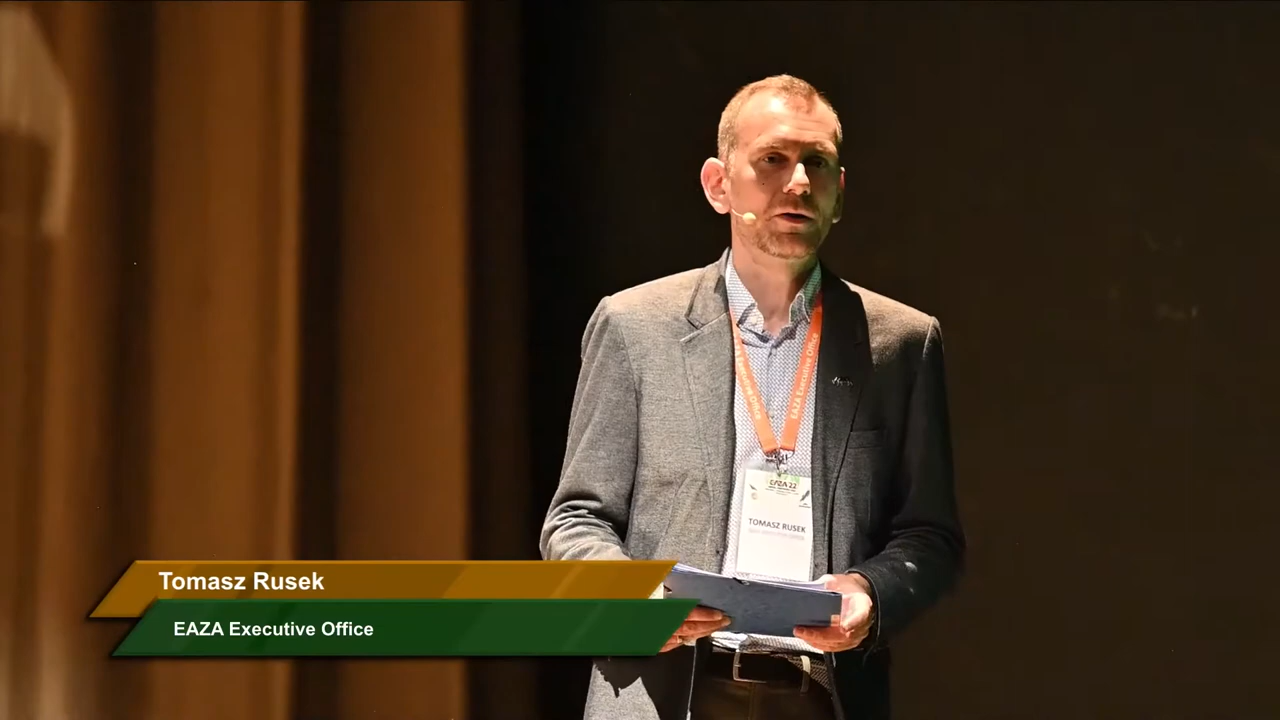 EAZA Executive Office
EAZA 22
TOMASZ RUSEK
Tomasz Rusek
EAZA Executive Office